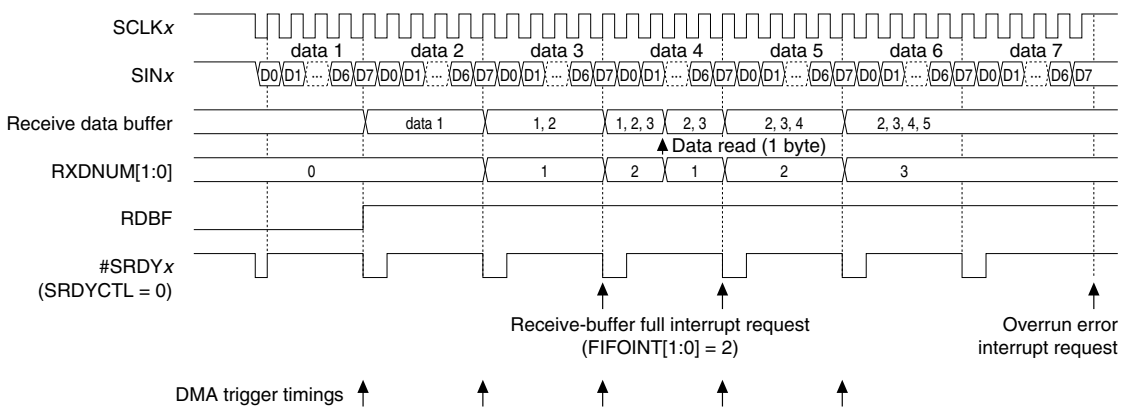 SCLKx
data 1 data 2 data 3 data 4 data 5 data 6 data 7
SINx D0 D1 ... D6 D7 D0 D1 ... D6 D7 D0 D1 ... D6 D7 D0 D1 ... D6 D7 D0 D1 ... D6 D7 D0 D1 ... D6 D7 D0 D1 ... D6 D7
Receive data buffer data 1 1, 2 1, 2, 3 2, 3 2, 3, 4 2, 3, 4, 5
Data read (1 byte)
RXDNUM[1:0] 0 1 2 1 2 3
RDBF
#SRDYx
(SRDYCTL = 0)
Receive-buffer full interrupt request
(FIFOINT[1:0] = 2)
Overrun error
interrupt request
DMA trigger timings